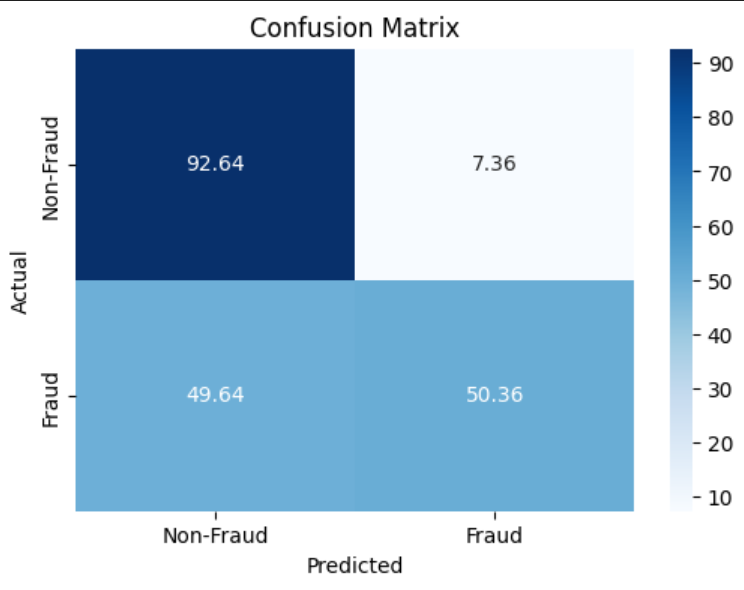 Confusion Matrix
Actual
Non-Fraud
Fraud
92.64
7.36
49.64
50.36
Non-Fraud
Fraud
Predicted
90
80
70
60
50
40
30
20
10